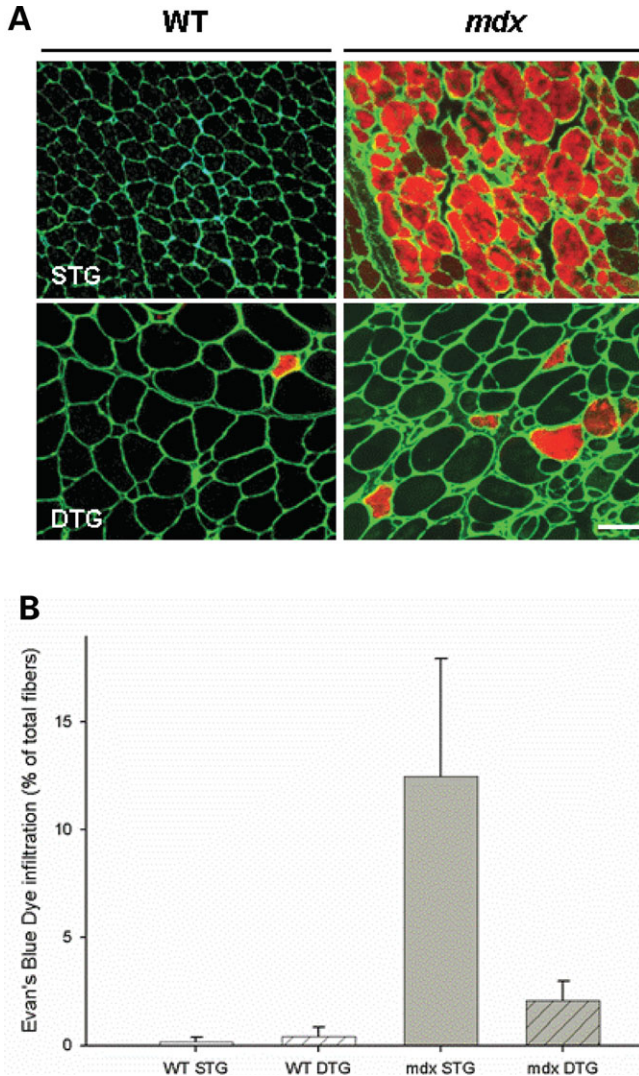 A
WT
mdx
STG
DTG
B
Evan's Blue Dye infiltration (% of total fibers)
15
10
5
0
WT STG WT DTG mdx STG mdx DTG